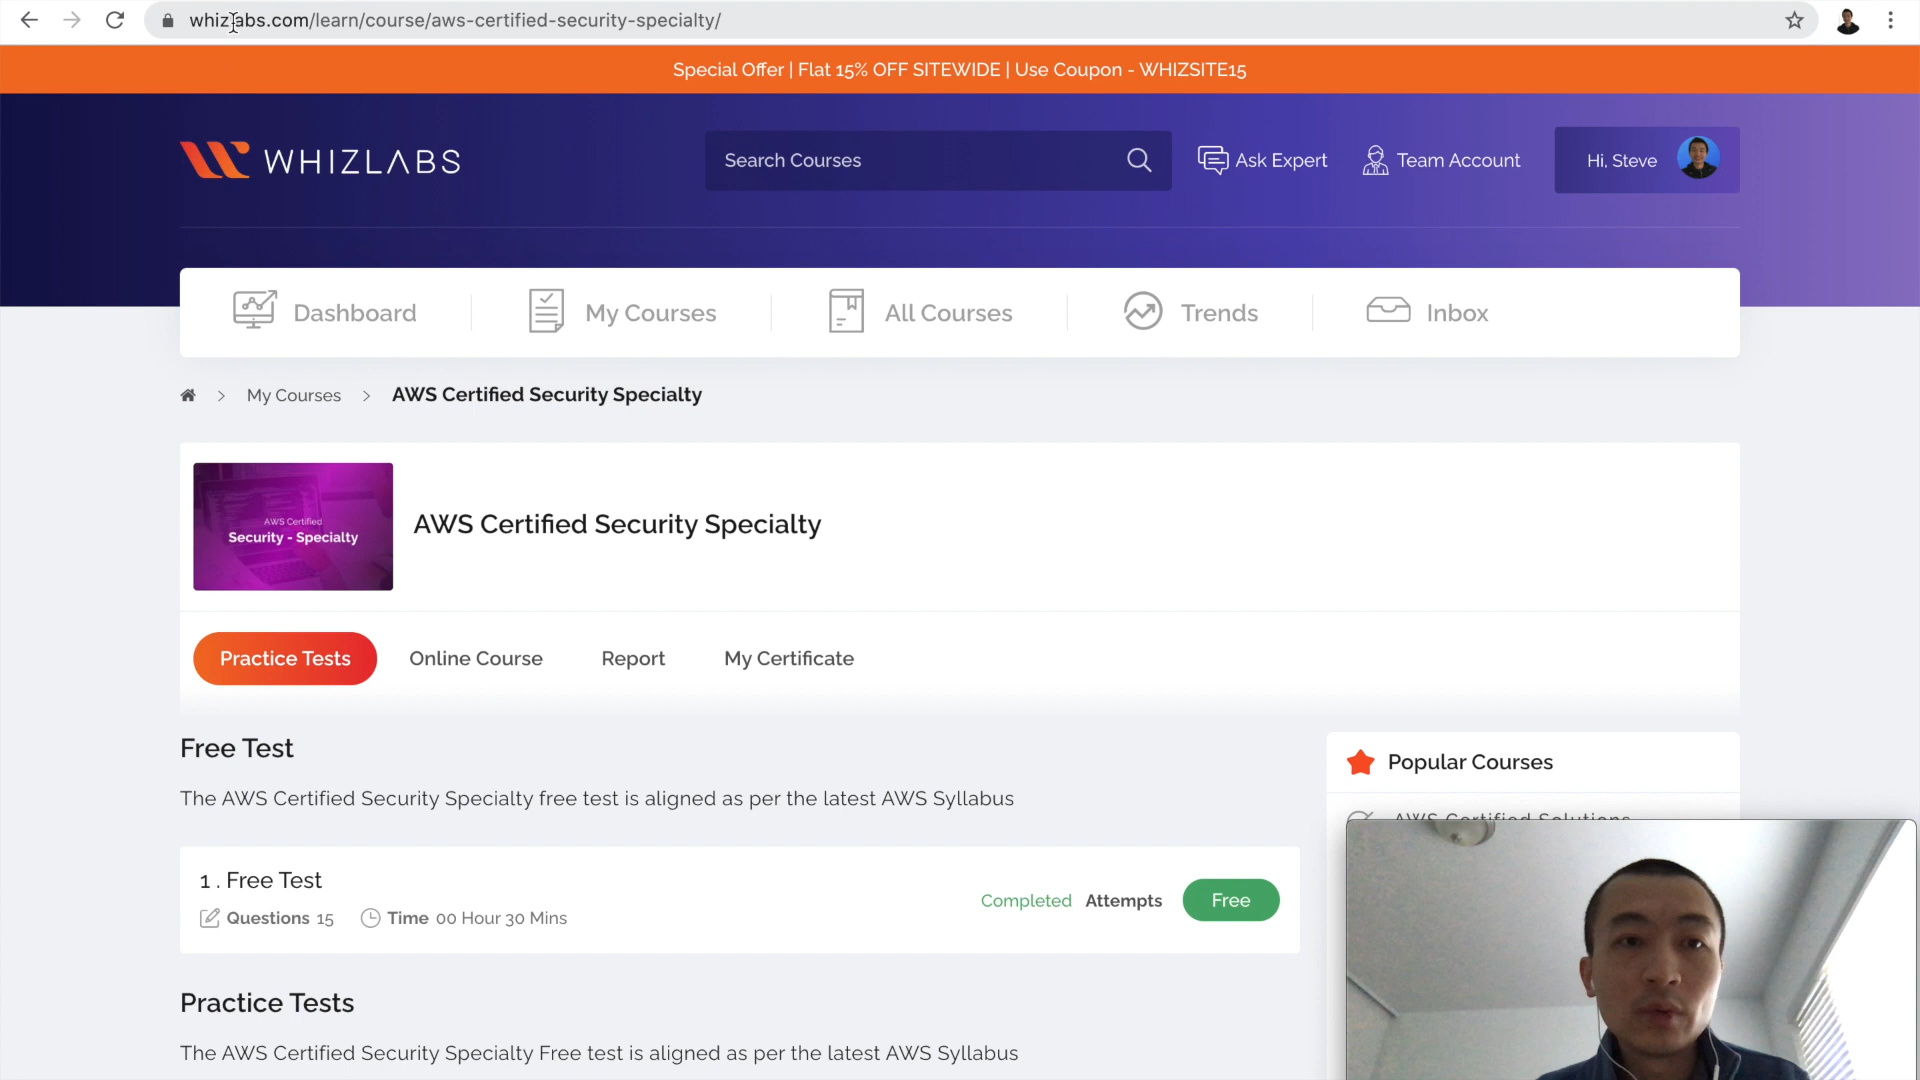 whizlabs.com/learn/course/aws-certified-security-specialty/
Special Offer | Flat 15% OFF SITEWIDE | Use Coupon - WHIZSITE15
WHIZLABS
Search Courses
Ask Expert
Team Account
Hi, Steve
Dashboard
My Courses
All Courses
Trends
Inbox
> My Courses > AWS Certified Security Specialty
AWS Certified
Security - Specialty
AWS Certified Security Specialty
Practice Tests
Online Course
Report
My Certificate
Free Test
The AWS Certified Security Specialty free test is aligned as per the latest AWS Syllabus
1 . Free Test
Questions 15
Time 00 Hour 30 Mins
Completed Attempts
Free
Practice Tests
The AWS Certified Security Specialty Free test is aligned as per the latest AWS Syllabus
Popular Courses
AWS Certified Solutions